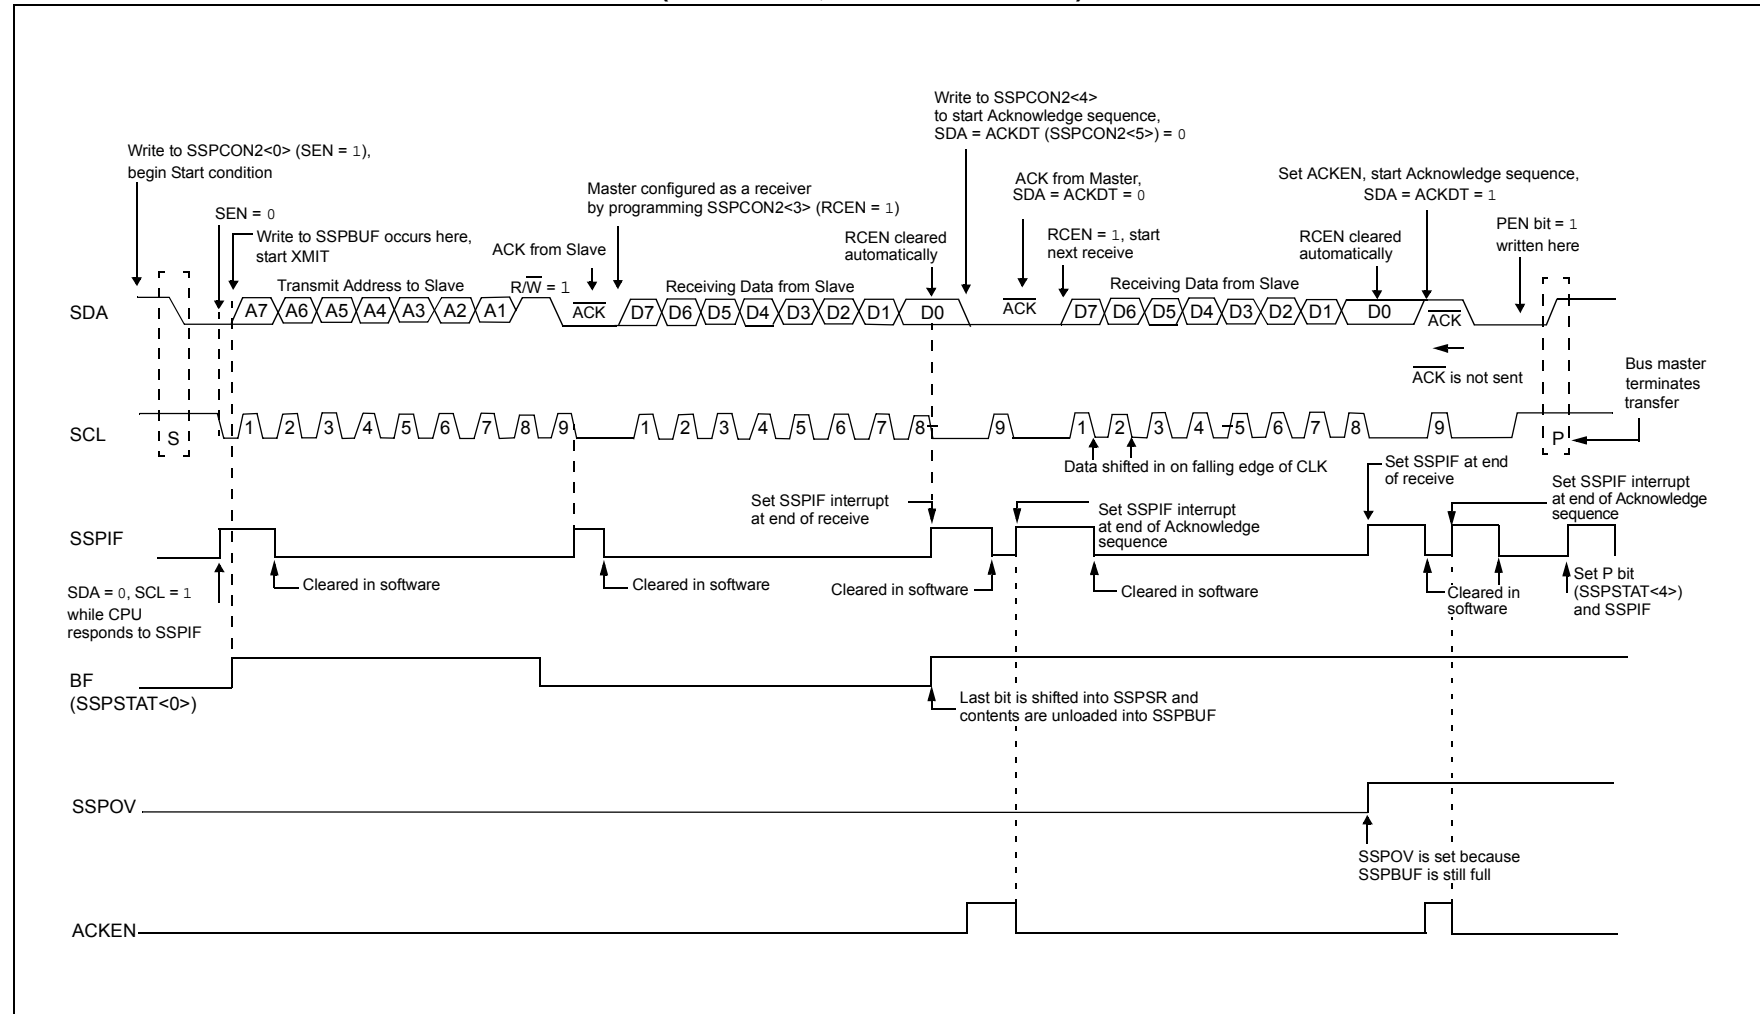 Write to SSPCON2<4>
to start Acknowledge sequence,
SDA = ACKDT (SSPCON2<5>) = 0
Write to SSPCON2<0> (SEN = 1),
begin Start condition
ACK from Master,
SDA = ACKDT = 0
Set ACKEN, start Acknowledge sequence,
SDA = ACKDT = 1
Master configured as a receiver
by programming SSPCON2<3> (RCEN = 1)
SEN = 0
PEN bit = 1
written here
Write to SSPBUF occurs here,
start XMIT
ACK from Slave
RCEN cleared
automatically
RCEN = 1, start
next receive
RCEN cleared
automatically
Transmit Address to Slave
R/W = 1
Receiving Data from Slave
Receiving Data from Slave
SDA
A7 A6 A5 A4 A3 A2 A1 ACK D7 D6 D5 D4 D3 D2 D1 D0 ACK D7 D6 D5 D4 D3 D2 D1 D0 ACK
ACK is not sent
Bus master
terminates
transfer
SCL
S 1 2 3 4 5 6 7 8 9 1 2 3 4 5 6 7 8 9 1 2 3 4 5 6 7 8 9 P
Data shifted in on falling edge of CLK
Set SSPIF at end
of receive
Set SSPIF interrupt
at end of receive
Set SSPIF interrupt
at end of Acknowledge
sequence
Set SSPIF interrupt
at end of Acknowledge
sequence
SSPIF
Cleared in software
Cleared in software
Cleared in software
Cleared in software
Cleared in
software
Set P bit
(SSPSTAT<4>)
and SSPIF
SDA = 0, SCL = 1
while CPU
responds to SSPIF
BF
(SSPSTAT<0>)
Last bit is shifted into SSPSR and
contents are unloaded into SSPBUF
SSPOV
SSPOV is set because
SSPBUF is still full
ACKEN